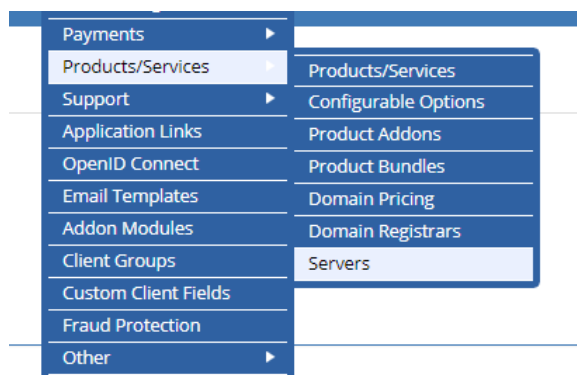 Payments
Products/Services
Support
Application Links
OpenID Connect
Email Templates
Addon Modules
Client Groups
Custom Client Fields
Fraud Protection
Other
Products/Services
Configurable Options
Product Addons
Product Bundles
Domain Pricing
Domain Registrars
Servers